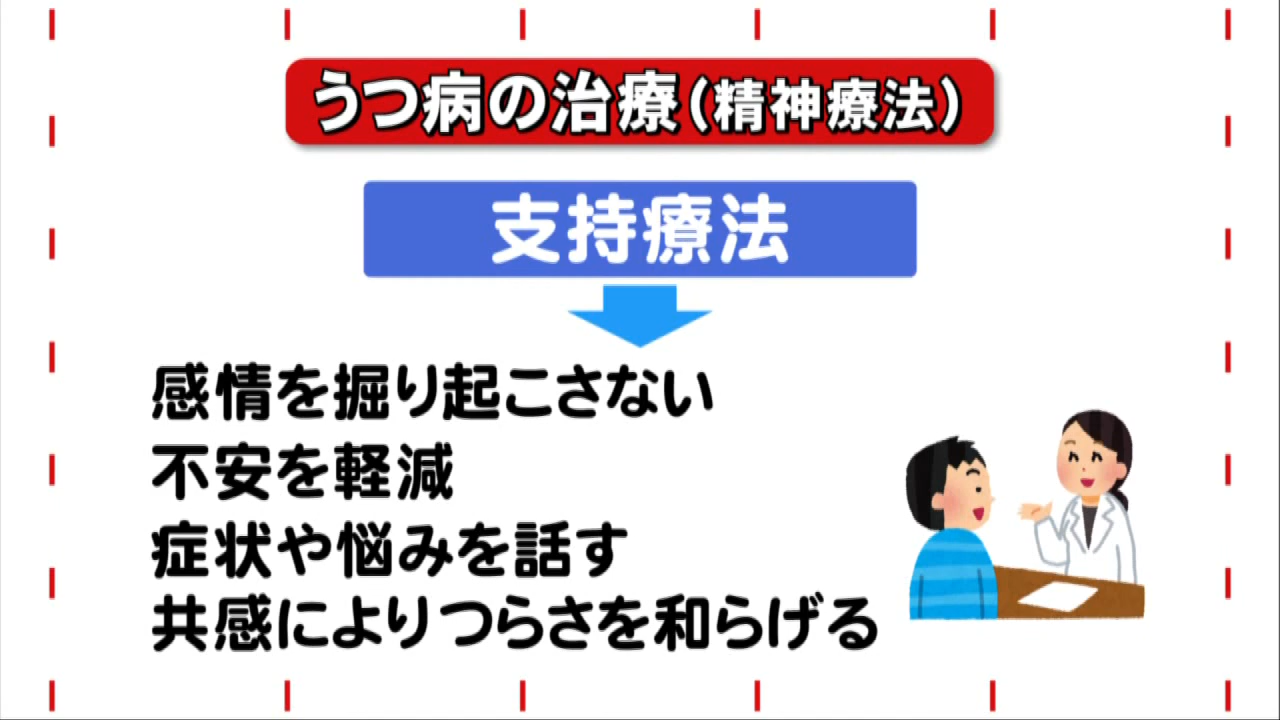 うつ病の治療(精神療法)
支持療法
感情を掘り起こさない
不安を軽減
症状や悩みを話す
共感によりつらさを和らげる